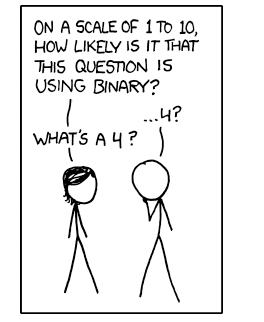 ON A SCALE OF 1 TO 10,
HOW LIKELY IS IT THAT
THIS QUESTION IS
USING BINARY?
...4?
WHAT'S A 4?